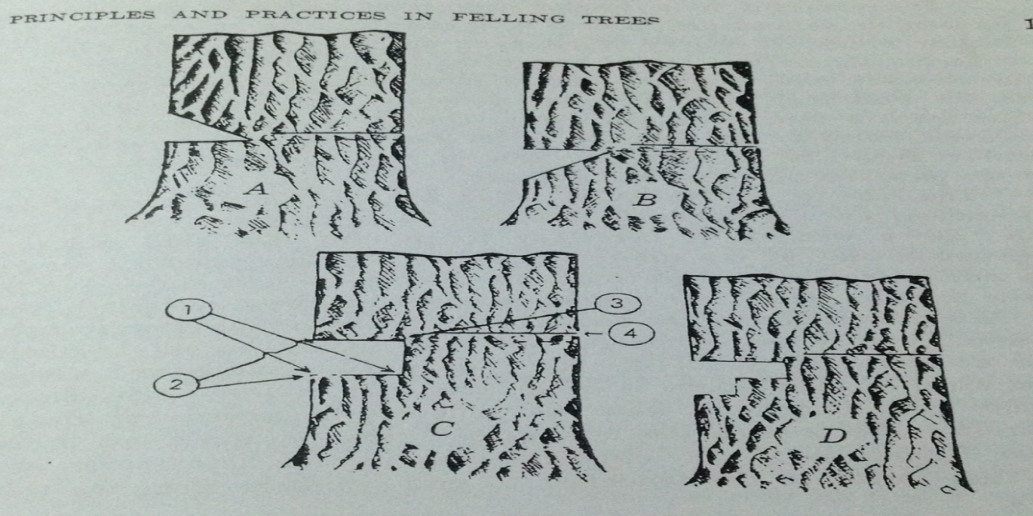 PRINCIPLES AND PRACTICES IN FELLING TREES
A
B
1
3
4
2
C
D